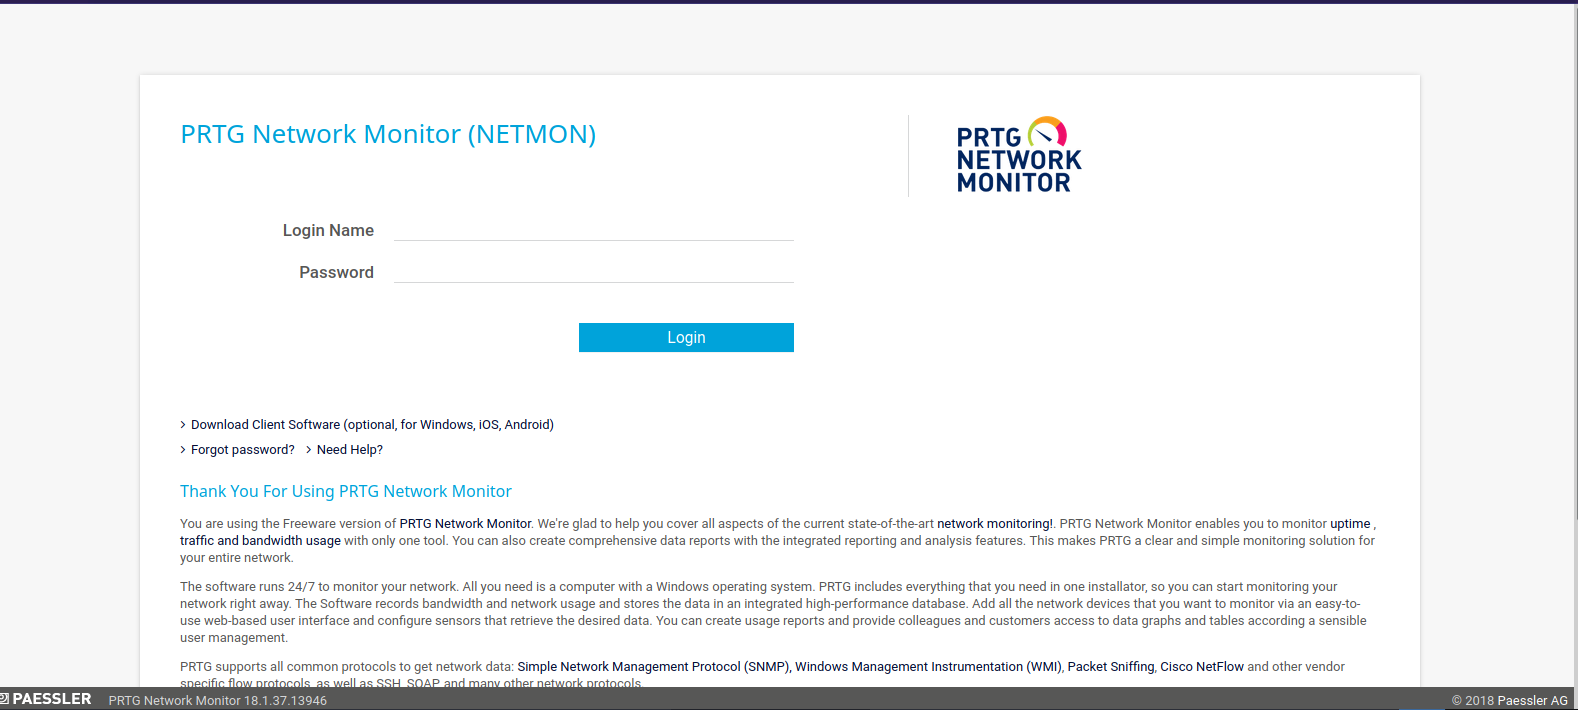 PRTG Network Monitor (NETMON)
PRTG
NETWORK
MONITOR
Login Name
Password
Login
Download Client Software (optional, for Windows, iOS, Android)
Forgot password? Need Help?
Thank You For Using PRTG Network Monitor
You are using the Freeware version of PRTG Network Monitor. We're glad to help you cover all aspects of the current state-of-the-art network monitoring!. PRTG Network Monitor enables you to monitor uptime ,
traffic and bandwidth usage with only one tool. You can also create comprehensive data reports with the integrated reporting and analysis features. This makes PRTG a clear and simple monitoring solution for
your entire network.
The software runs 24/7 to monitor your network. All you need is a computer with a Windows operating system. PRTG includes everything that you need in one installator, so you can start monitoring your
network right away. The Software records bandwidth and network usage and stores the data in an integrated high-performance database. Add all the network devices that you want to monitor via an easy-to-
use web-based user interface and configure sensors that retrieve the desired data. You can create usage reports and provide colleagues and customers access to data graphs and tables according a sensible
user management.
PRTG supports all common protocols to get network data: Simple Network Management Protocol (SNMP), Windows Management Instrumentation (WMI), Packet Sniffing, Cisco NetFlow and other vendor
specific flow protocols, as well as SSH, SOAP, and many other network protocols.
PAESSLER PRTG Network Monitor 18.1.37.13946 © 2018 Paessler AG